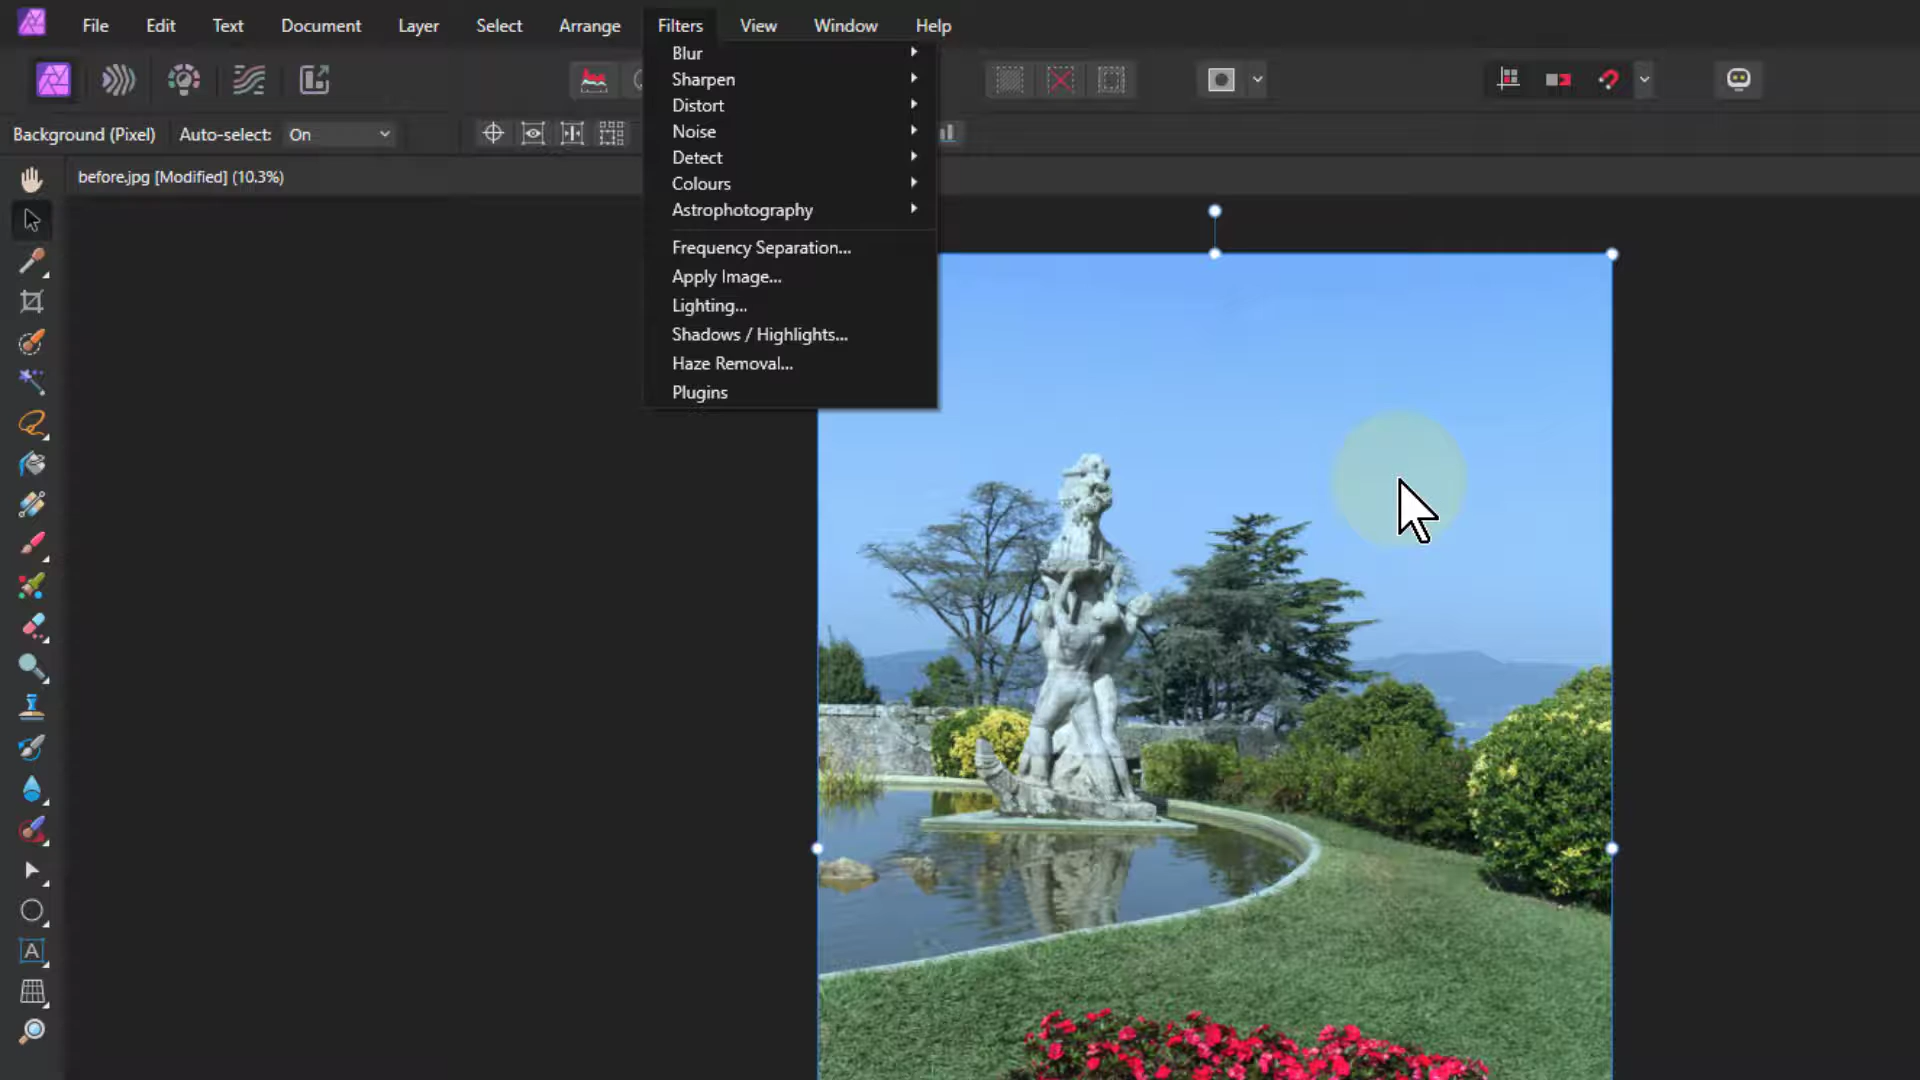 File Edit Text Document Layer Select Arrange Filters View Window Help
Background (Pixel) Auto-select: On
before.jpg [Modified] (10.3%)
Blur
Sharpen
Distort
Noise
Detect
Colours
Astrophotography
Frequency Separation...
Apply Image...
Lighting...
Shadows / Highlights...
Haze Removal...
Plugins
A